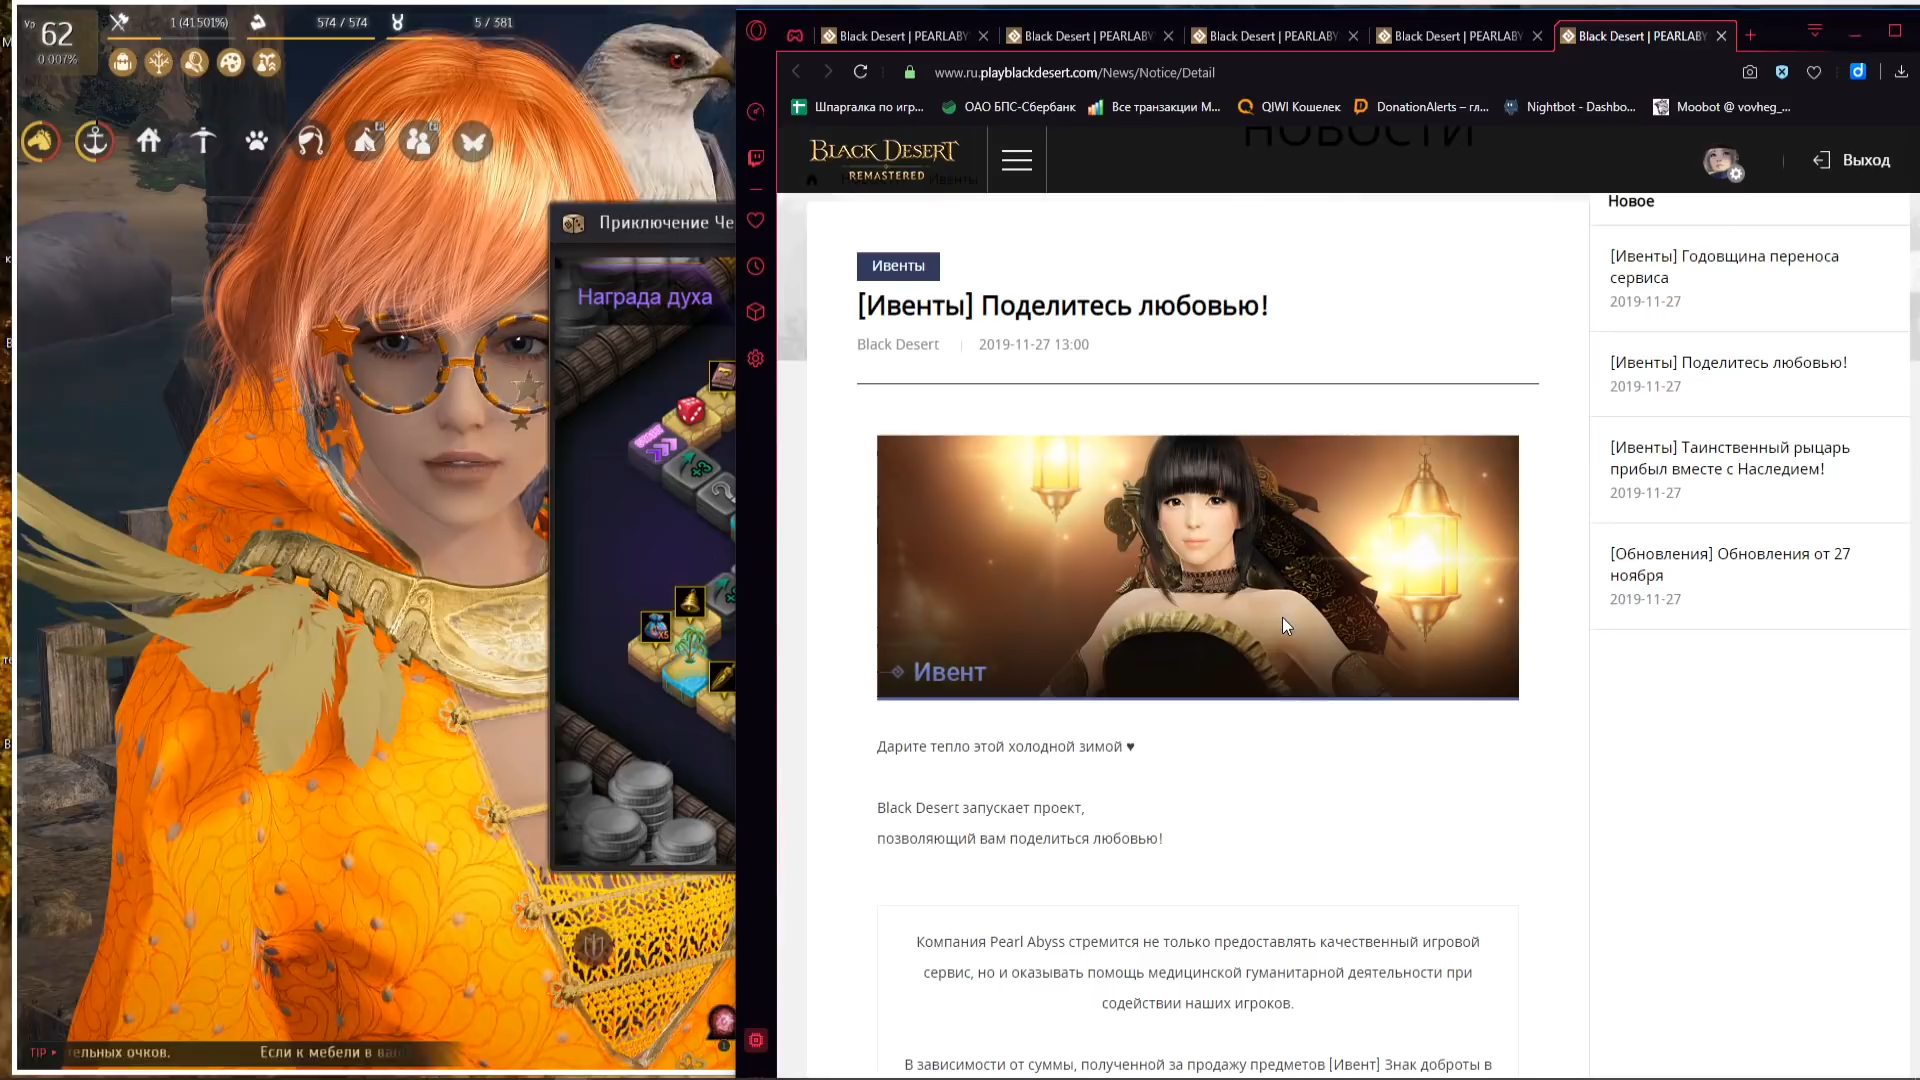 Ур
62
0.007%
1 (41.501%)
574 / 574
5 / 381
Приключение Че
Награда духа
X5
TIP
тельных очков.
Если к мебели в
Black Desert | PEARLABY
Black Desert | PEARLABY
Black Desert | PEARLABY
Black Desert | PEARLABY
Black Desert | PEARLABY
www.ru.playblackdesert.com/News/Notice/Detail
Шпаргалка по игр...
ОАО БПС-Сбербанк
Все транзакции M...
QIWI Кошелек
DonationAlerts – гл...
Nightbot - Dashbo...
Moobot @ vovheg_...
НОВОСТИ
BLACK DESERT
REMASTERED
Ивенты
Выход
Ивенты
[Ивенты] Поделитесь любовью!
Black Desert
2019-11-27 13:00
Ивент
Дарите тепло этой холодной зимой ♥
Black Desert запускает проект,
позволяющий вам поделиться любовью!
Компания Pearl Abyss стремится не только предоставлять качественный игровой
сервис, но и оказывать помощь медицинской гуманитарной деятельности при
содействии наших игроков.
В зависимости от суммы, полученной за продажу предметов [Ивент] Знак доброты в
Новое
[Ивенты] Годовщина переноса
сервиса
2019-11-27
[Ивенты] Поделитесь любовью!
2019-11-27
[Ивенты] Таинственный рыцарь
прибыл вместе с Наследием!
2019-11-27
[Обновления] Обновления от 27
ноября
2019-11-27